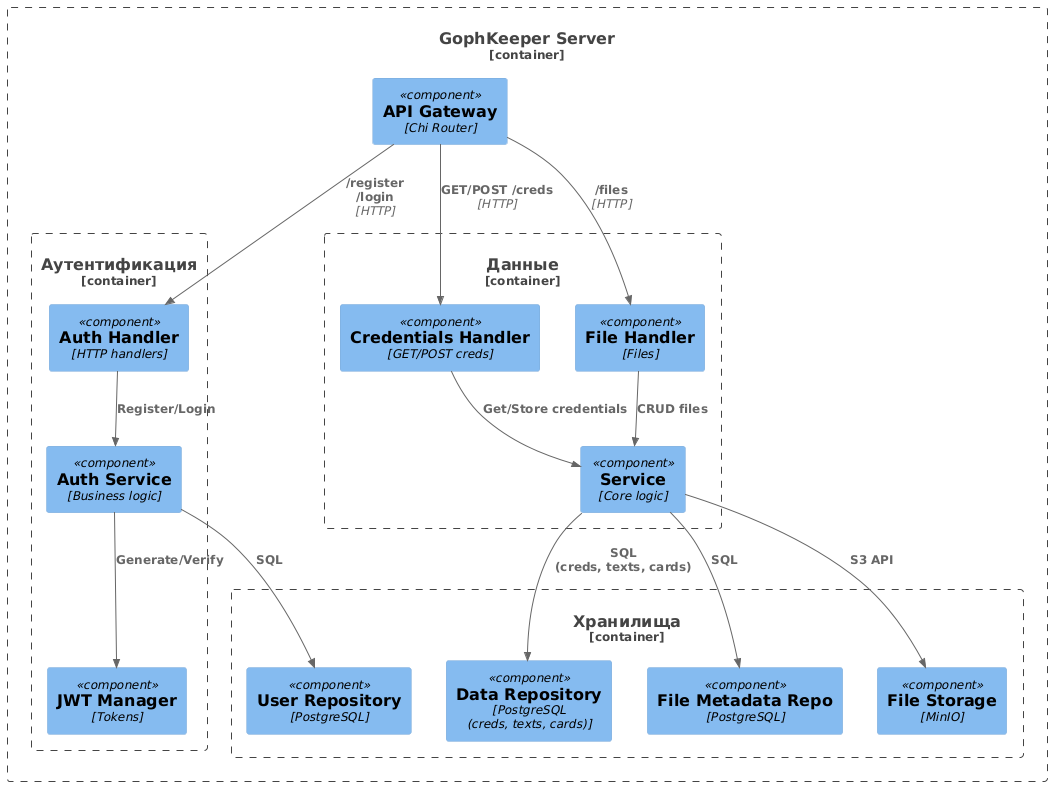 GophKeeper Server
[container]
«component»
API Gateway
[Chi Router]
/register
/login
[HTTP]
GET/POST /creds
[HTTP]
/files
[HTTP]
Аутентификация
[container]
Данные
[container]
«component»
Auth Handler
[HTTP handlers]
«component»
Credentials Handler
[GET/POST creds]
«component»
File Handler
[Files]
Register/Login
Get/Store credentials
CRUD files
«component»
Auth Service
[Business logic]
«component»
Service
[Core logic]
Generate/Verify
SQL
SQL
(creds, texts, cards)
SQL
S3 API
Хранилища
[container]
«component»
JWT Manager
[Tokens]
«component»
User Repository
[PostgreSQL]
«component»
Data Repository
[PostgreSQL
(creds, texts, cards)]
«component»
File Metadata Repo
[PostgreSQL]
«component»
File Storage
[MinIO]